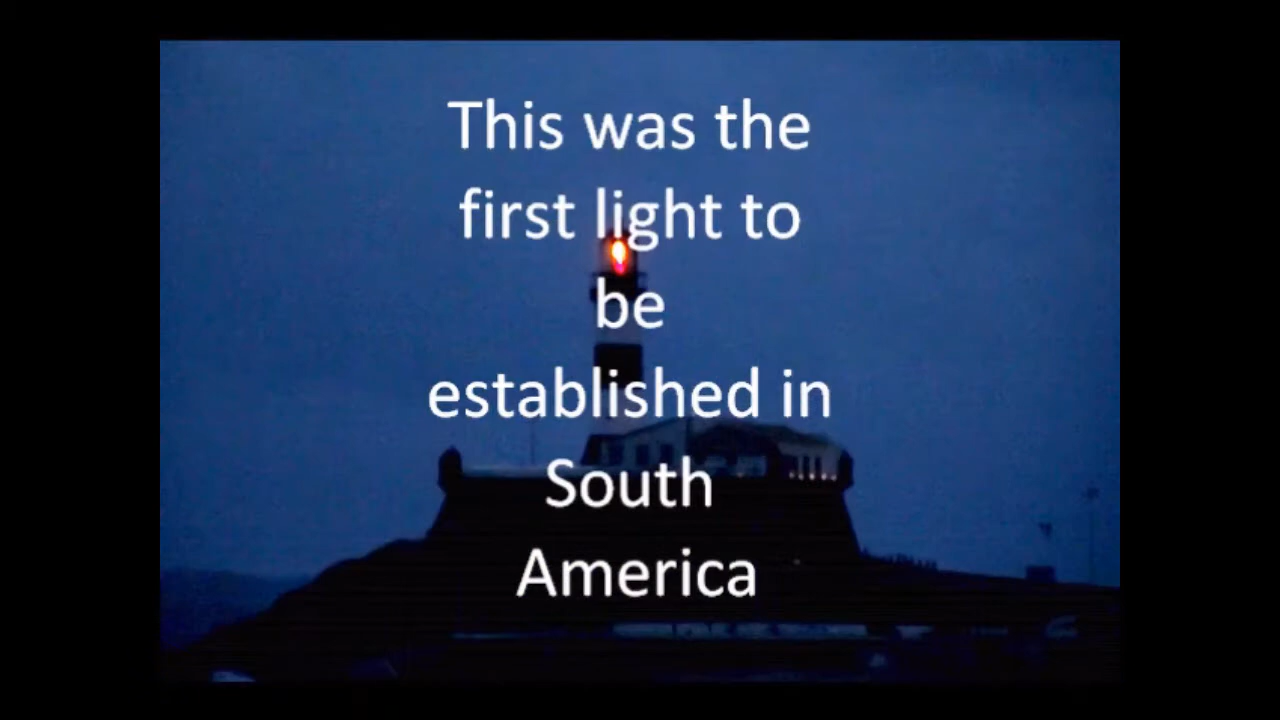 This was the
first light to
be
established in
South
America